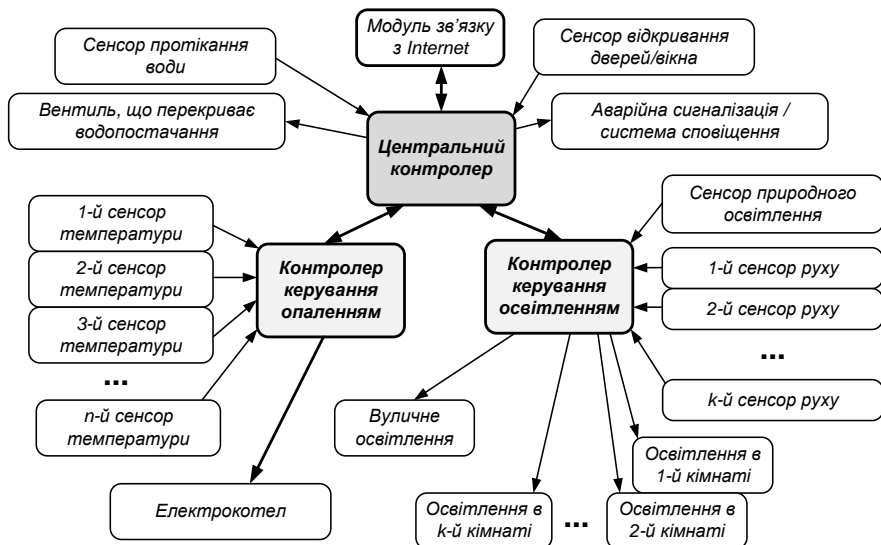 Модуль зв’язку
з Internet
Сенсор протікання
води
Сенсор відкривання
дверей/вікна
Вентиль, що перекриває
водопостачання
Аварійна сигналізація /
система сповіщення
Центральний
контролер
1-й сенсор
температури
2-й сенсор
температури
3-й сенсор
температури
...
n-й сенсор
температури
Контролер
керування
опаленням
Контролер
керування
освітленням
Сенсор природного
освітлення
1-й сенсор руху
2-й сенсор руху
...
k-й сенсор руху
Вуличне
освітлення
Електрокотел
Освітлення в
k-й кімнаті
...
Освітлення в
2-й кімнаті
Освітлення в
1-й кімнаті